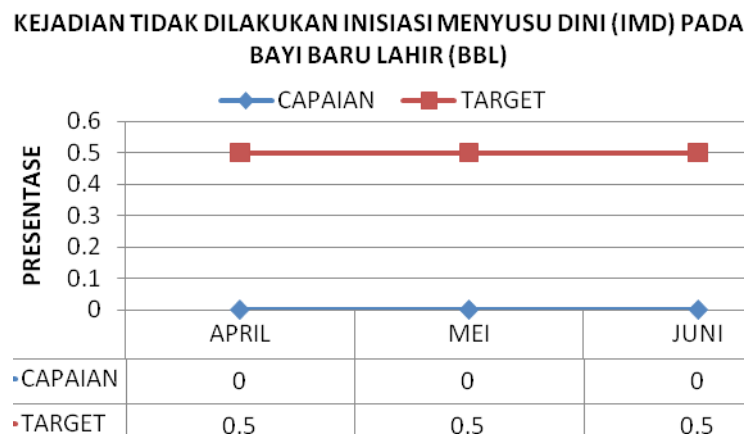 KEJADIAN TIDAK DILAKUKAN INISIASI MENYUSU DINI (IMD) PADA
BAYI BARU LAHIR (BBL)
CAPAIAN TARGET
PRESENTASE
0.6
0.5
0.4
0.3
0.2
0.1
0
APRIL MEI JUNI
CAPAIAN 0 0 0
TARGET 0.5 0.5 0.5